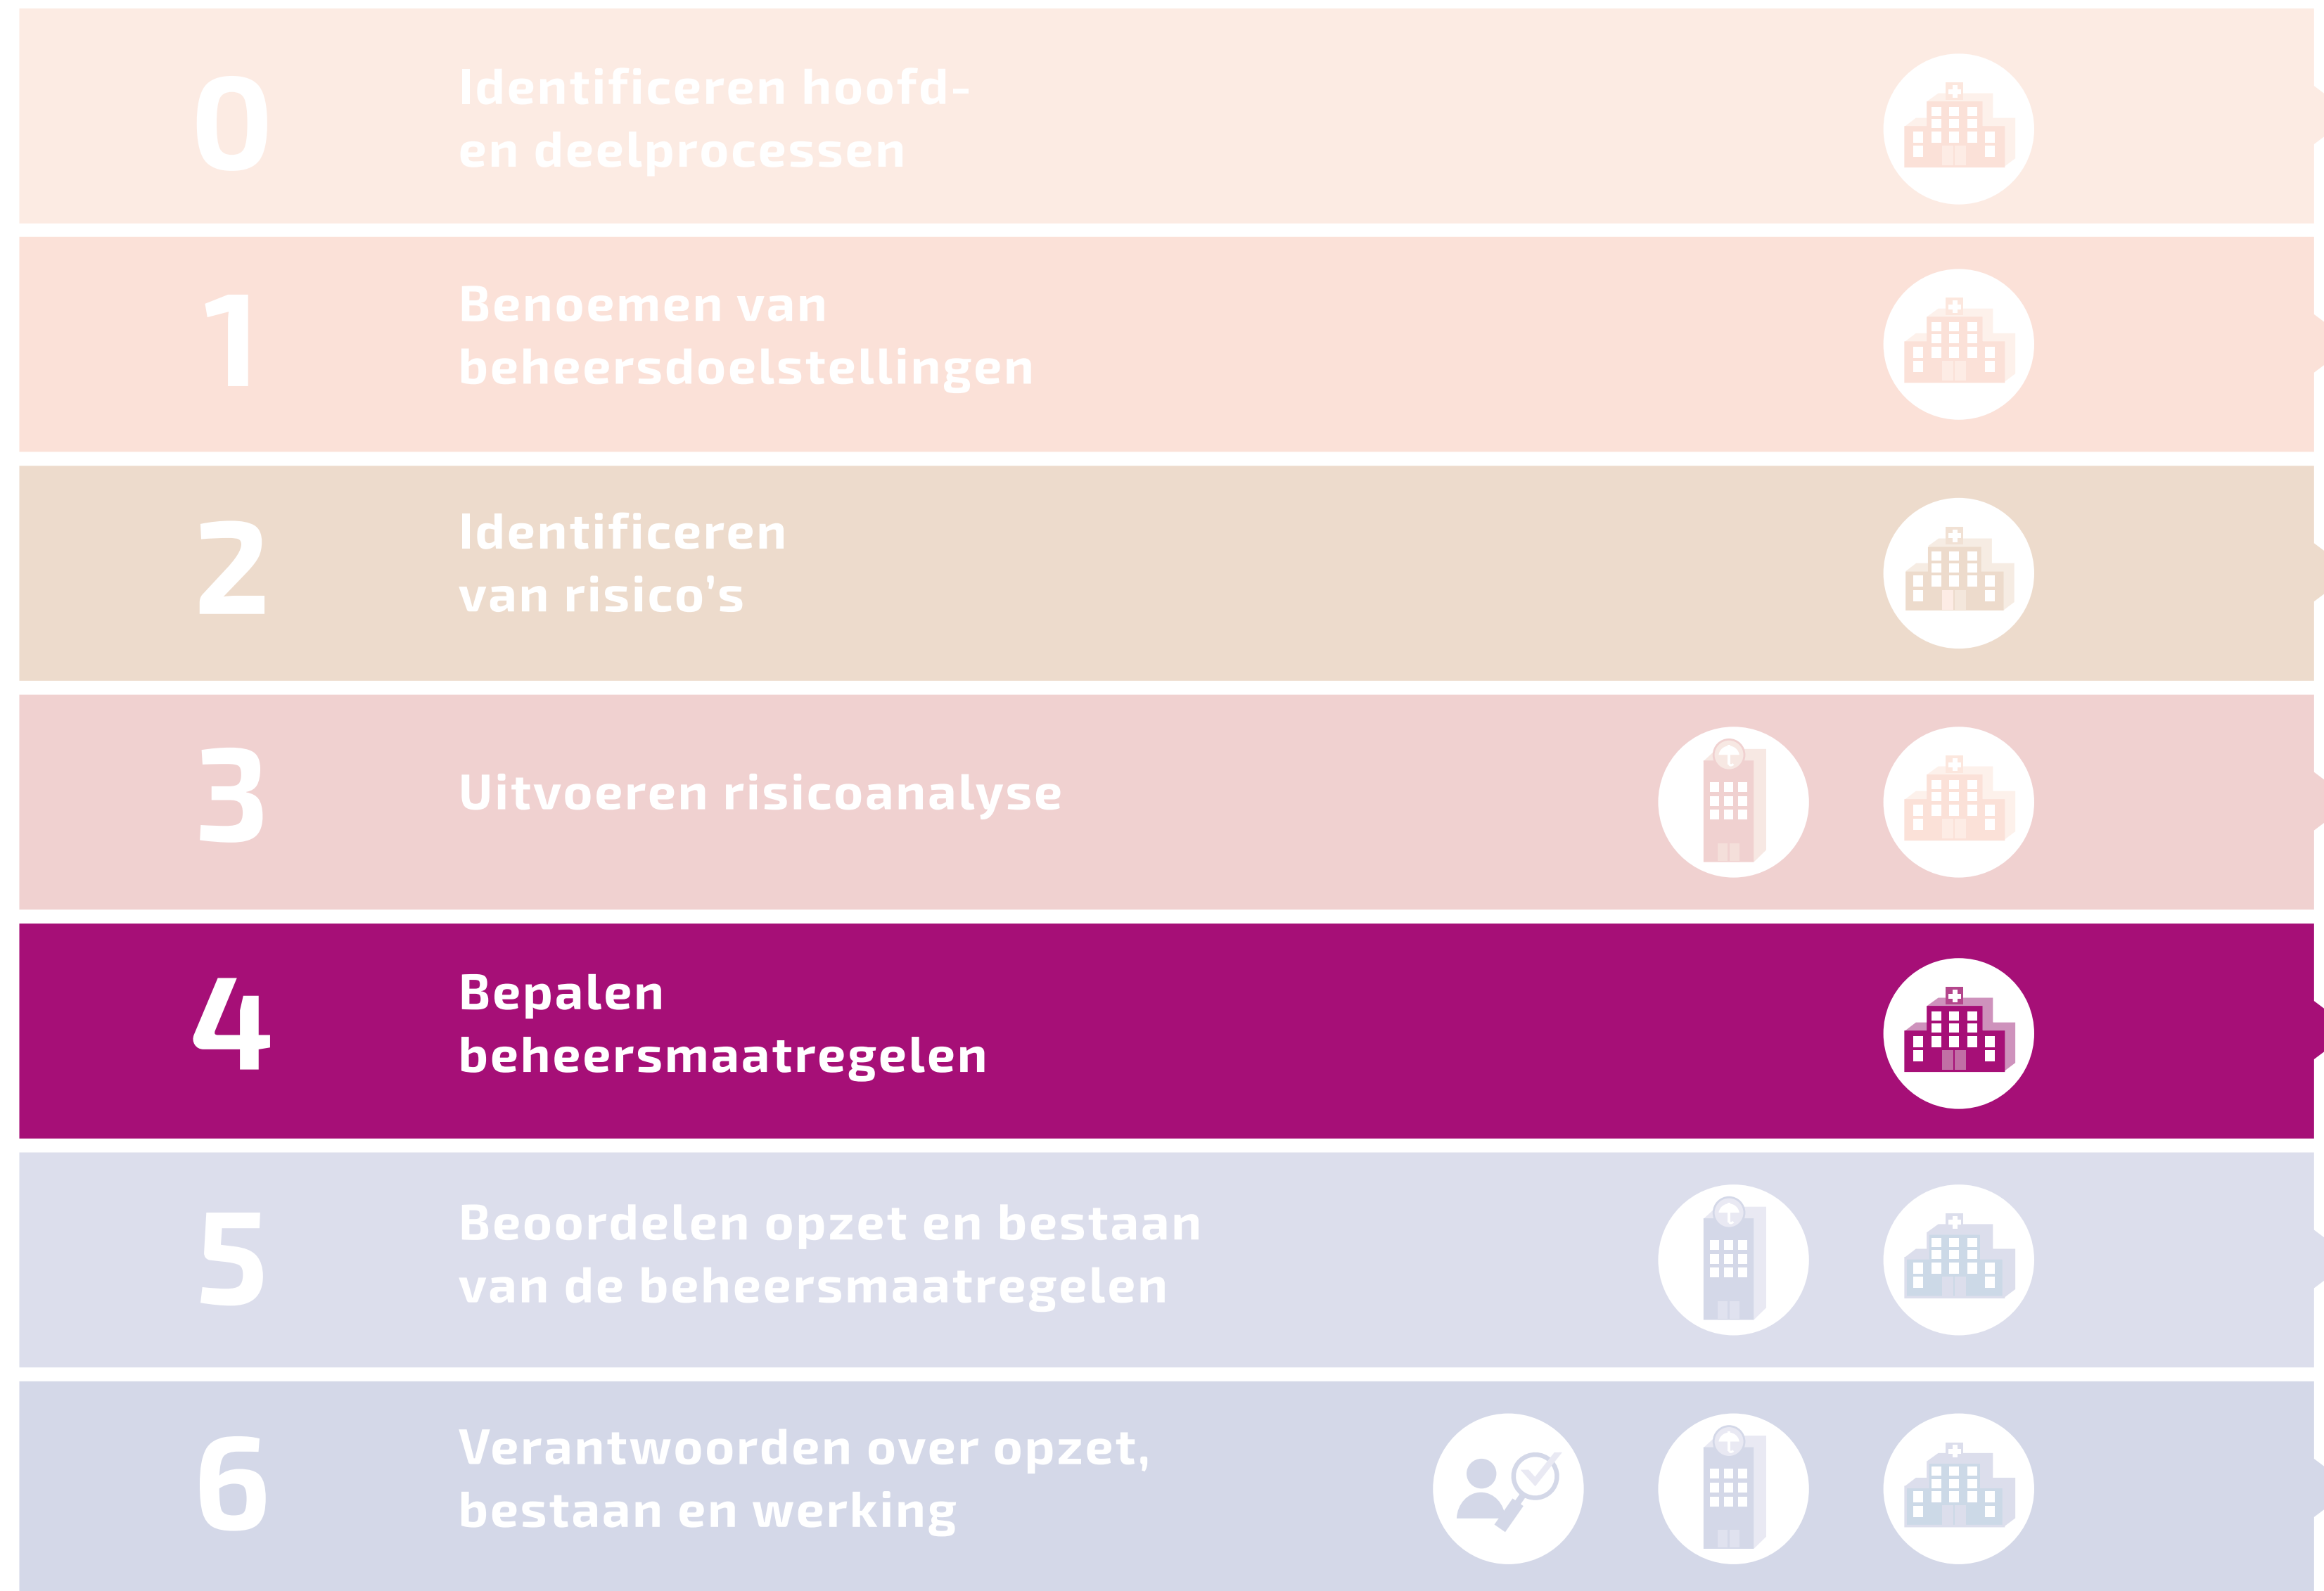 0
Identificeren hoofd-
en deelprocessen
1
Benoemen van
beheersdoelstellingen
2
Identificeren
van risico’s
3
Uitvoeren risicoanalyse
4
Bepalen
beheersmaatregelen
5
Beoordelen opzet en bestaan
van de beheersmaatregelen
6
Verantwoorden over opzet,
bestaan en werking